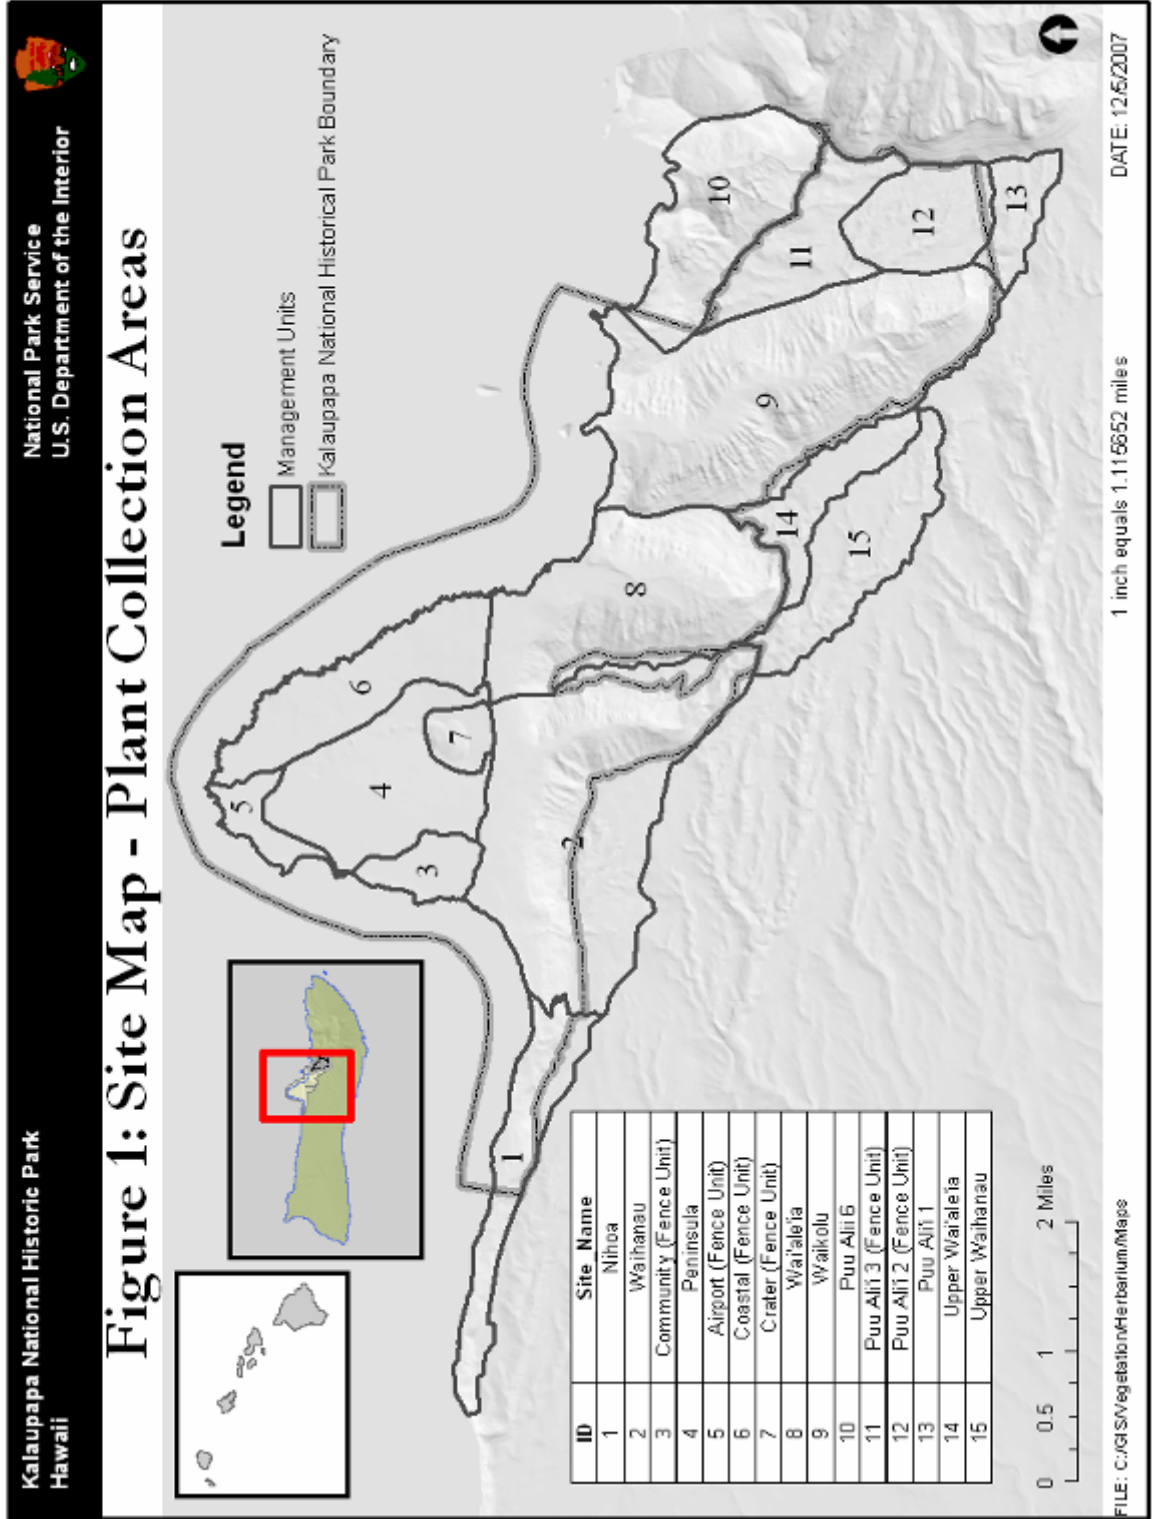 Kalaupapa National Historic Park
Hawaii
National Park Service
U.S. Department of the Interior
Figure 1: Site Map - Plant Collection Areas
Legend
Management Units
Kalaupapa National Historical Park Boundary
1
2
3
4
5
6
7
8
9
10
11
12
13
14
15
ID Site_Name
1 Nihoa
2 Waihanau
3 Community (Fence Unit)
4 Peninsula
5 Airport (Fence Unit)
6 Coastal (Fence Unit)
7 Crater (Fence Unit)
8 Wai'ale'ia
9 Waikolu
10 Puu Alii 6
11 Puu Ali'i 3 (Fence Unit)
12 Puu Ali'i 2 (Fence Unit)
13 Puu Ali'i 1
14 Upper Wai'ale'ia
15 Upper Waihanau
0 0.5 1 2 Miles
FILE: C:/GIS/Vegetation/Herbarium/Maps
1 inch equals 1.115652 miles
DATE: 12/5/2007